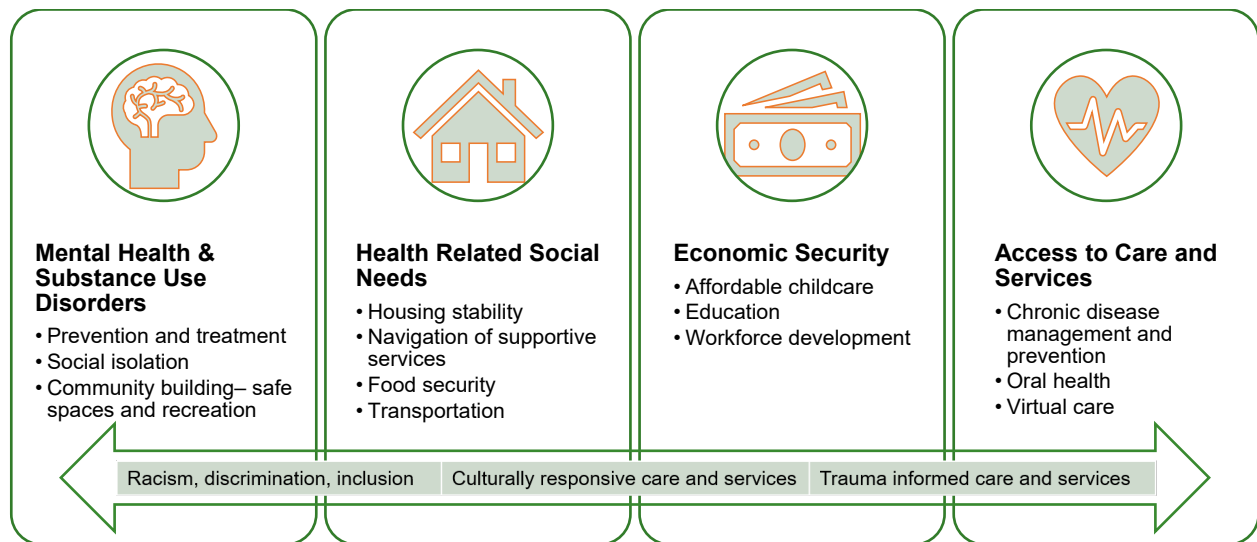 Mental Health &
Substance Use
Disorders
• Prevention and treatment
• Social isolation
• Community building– safe
spaces and recreation
Health Related Social
Needs
• Housing stability
• Navigation of supportive
services
• Food security
• Transportation
Economic Security
• Affordable childcare
• Education
• Workforce development
Access to Care and
Services
• Chronic disease
management and
prevention
• Oral health
• Virtual care
Racism, discrimination, inclusion
Culturally responsive care and services
Trauma informed care and services